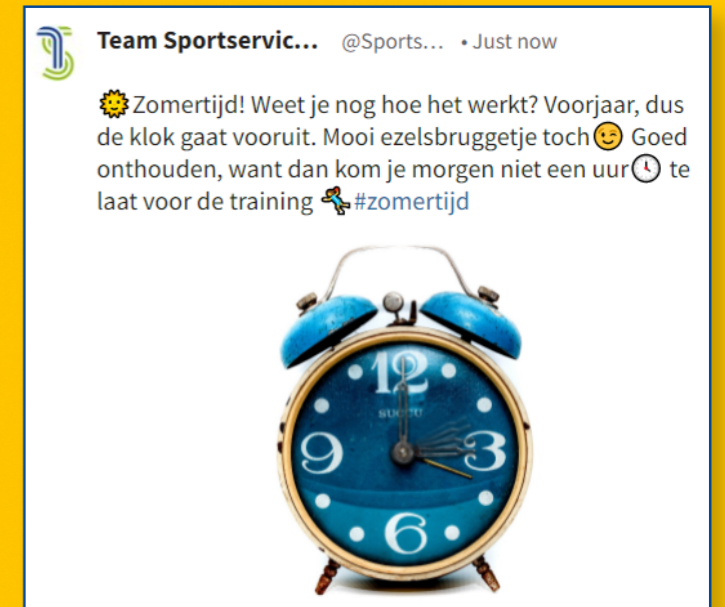 Team Sportservic... @Sports... • Just now
🌞Zomertijd! Weet je nog hoe het werkt? Voorjaar, dus
de klok gaat vooruit. Mooi ezelsbruggetje toch😉 Goed
onthouden, want dan kom je morgen niet een uur🕓 te
laat voor de training 🏃#zomertijd
12
9
3
6